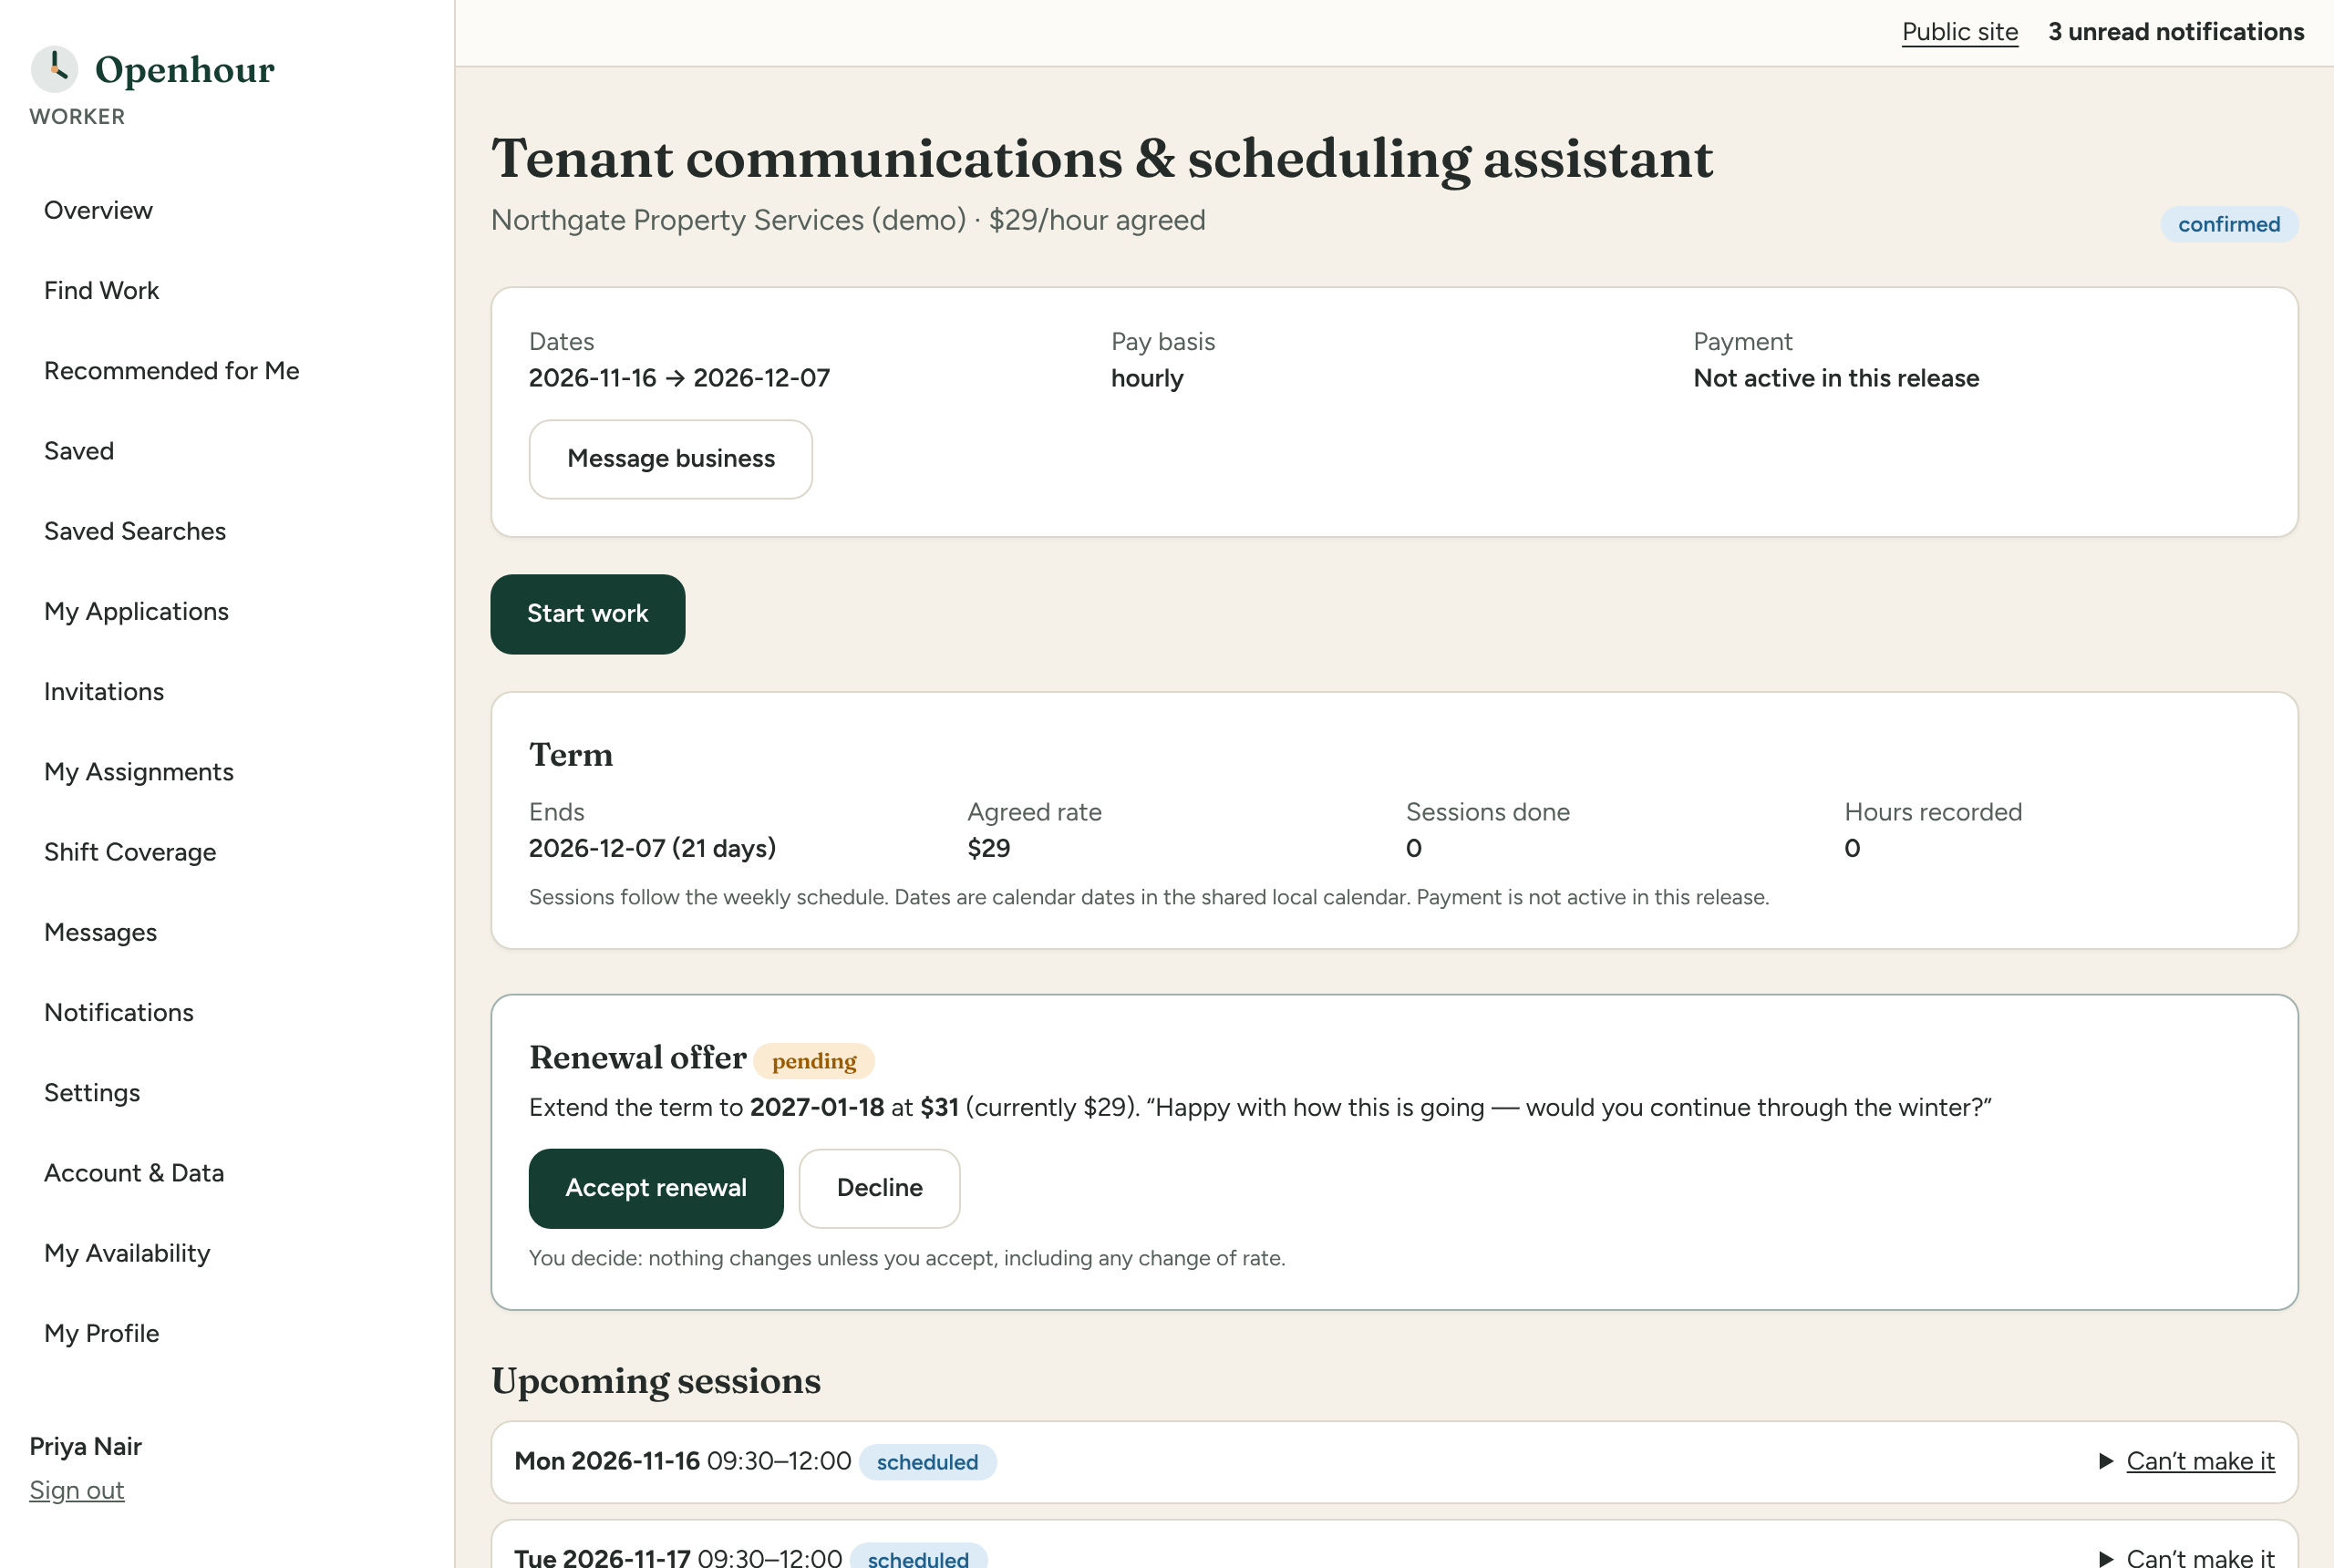 Openhour
WORKER
Overview
Find Work
Recommended for Me
Saved
Saved Searches
My Applications
Invitations
My Assignments
Shift Coverage
Messages
Notifications
Settings
Account & Data
My Availability
My Profile
Priya Nair
Sign out
Public site 3 unread notifications
Tenant communications & scheduling assistant
Northgate Property Services (demo) · $29/hour agreed
confirmed
Dates Pay basis Payment
2026-11-16 → 2026-12-07 hourly Not active in this release
Message business
Start work
Term
Ends Agreed rate Sessions done Hours recorded
2026-12-07 (21 days) $29 0 0
Sessions follow the weekly schedule. Dates are calendar dates in the shared local calendar. Payment is not active in this release.
Renewal offer pending
Extend the term to 2027-01-18 at $31 (currently $29). “Happy with how this is going — would you continue through the winter?”
Accept renewal Decline
You decide: nothing changes unless you accept, including any change of rate.
Upcoming sessions
Mon 2026-11-16 09:30–12:00 scheduled ▶ Can’t make it
Tue 2026-11-17 09:30–12:00 scheduled ▶ Can’t make it